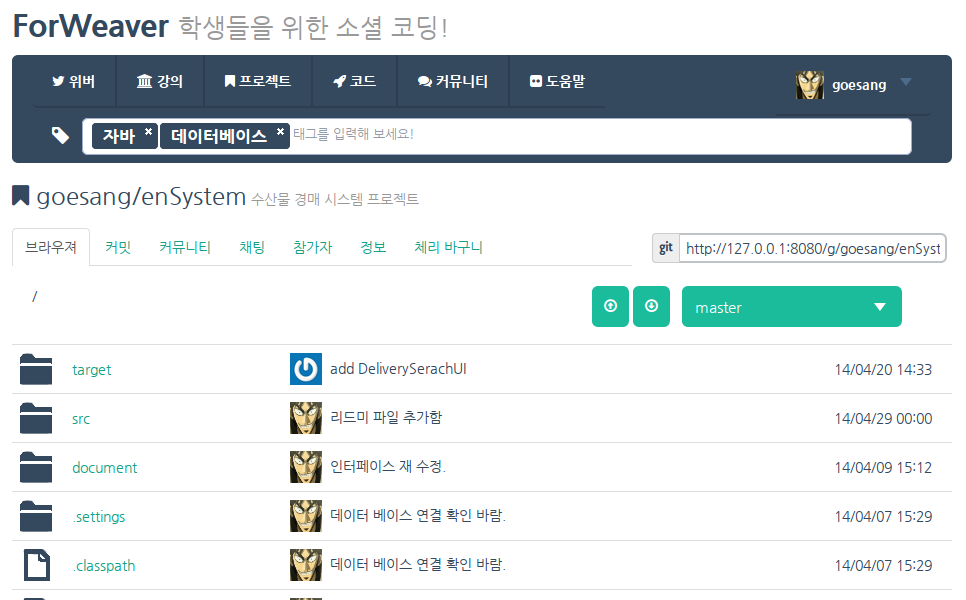 ForWeaver 학생들을 위한 소셜 코딩!
위버 강의 프로젝트 코드 커뮤니티 도움말 goesang
자바 × 데이터베이스 × 태그를 입력해 보세요!
goesang/enSystem 수산물 경매 시스템 프로젝트
브라우져 커밋 커뮤니티 채팅 참가자 정보 체리 바구니 git http://127.0.0.1:8080/g/goesang/enSyst
/ master
target add DeliverySerachUI 14/04/20 14:33
src 리드미 파일 추가함 14/04/29 00:00
document 인터페이스 재 수정. 14/04/09 15:12
.settings 데이터 베이스 연결 확인 바람. 14/04/07 15:29
.classpath 데이터 베이스 연결 확인 바람. 14/04/07 15:29